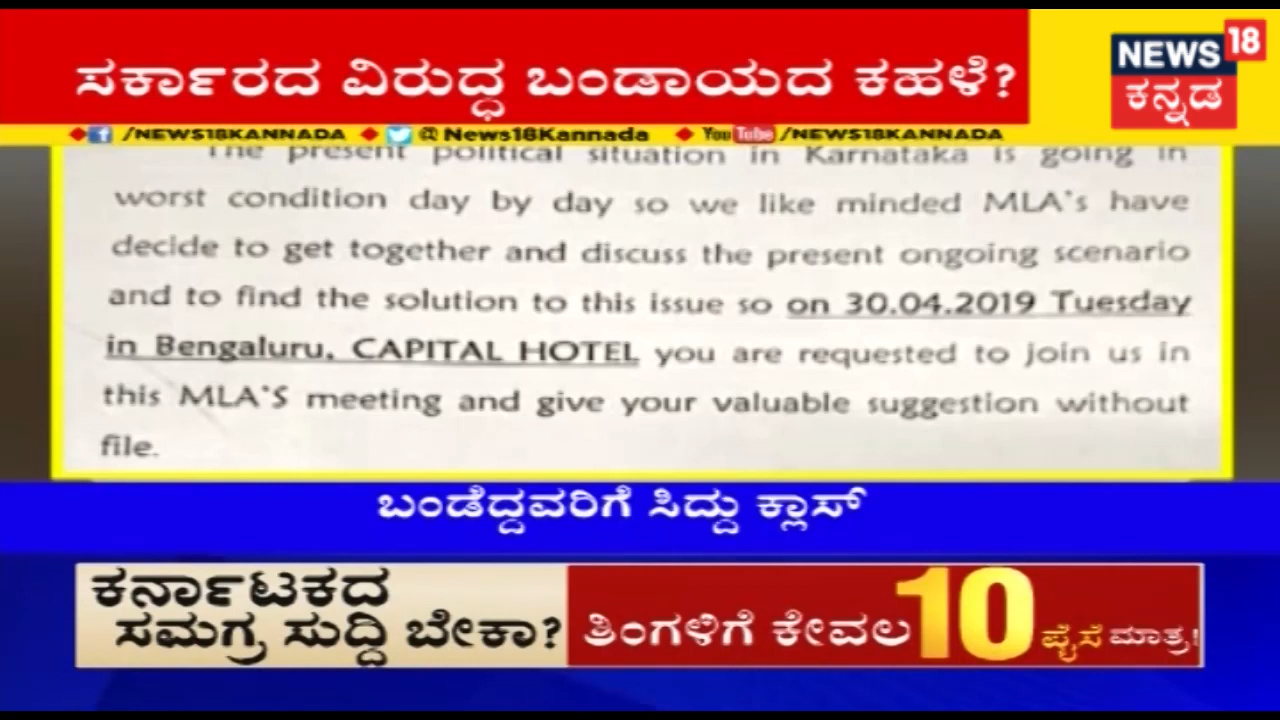 ಸರ್ಕಾರದ ವಿರುದ್ಧ ಬಂಡಾಯದ ಕಹಳೆ?
NEWS 18
ಕನ್ನಡ
/NEWS18KANNADA @News18Kannada YouTube /NEWS18KANNADA
The present political situation in Karnataka is going in
worst condition day by day so we like minded MLA's have
decide to get together and discuss the present ongoing scenario
and to find the solution to this issue so on 30.04.2019 Tuesday
in Bengaluru, CAPITAL HOTEL you are requested to join us in
this MLA'S meeting and give your valuable suggestion without
file.
ಬಂಡೆದ್ದವರಿಗೆ ಸಿದ್ದು ಕ್ಲಾಸ್
ಕರ್ನಾಟಕದ
ಸಮಗ್ರ ಸುದ್ದಿ ಬೇಕಾ?
ತಿಂಗಳಿಗೆ ಕೇವಲ 10 ಪೈಸೆ ಮಾತ್ರ!